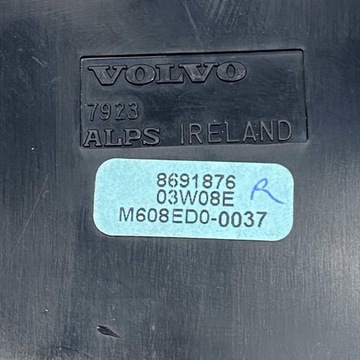 VOLVO
7923
ALPS IRELAND
8691876
03W08E R
M608ED0-0037